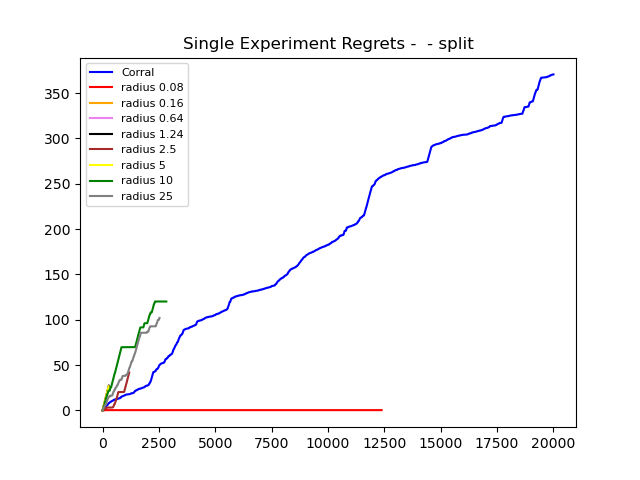 Single Experiment Regrets -  - split
Corral
radius 0.08
radius 0.16
radius 0.64
radius 1.24
radius 2.5
radius 5
radius 10
radius 25
350
300
250
200
150
100
50
0
0 2500 5000 7500 10000 12500 15000 17500 20000